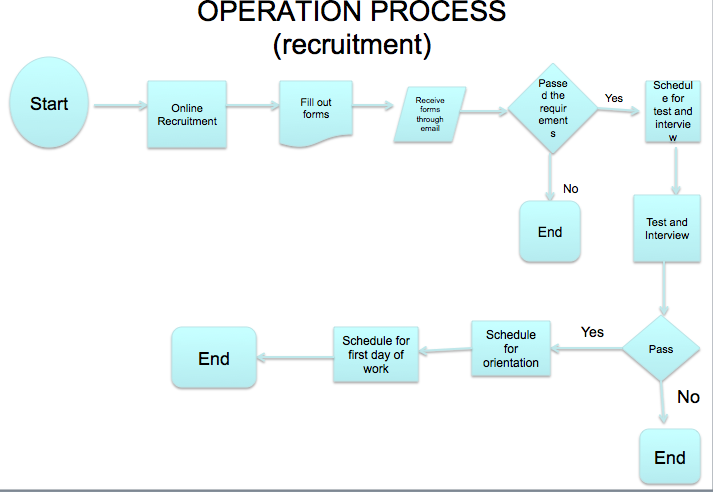 OPERATION PROCESS
(recruitment)
Start
Online
Recruitment
Fill out
forms
Receive
forms
through
email
Passe
d the
requir
ement
s
Yes
Schedul
e for
test and
intervie
w
No
End
Test and
Interview
Pass
Yes
Schedule
for
orientation
Schedule for
first day of
work
End
No
End